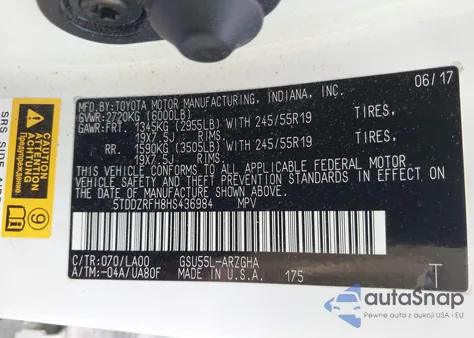 06/17
MFD.BY:TOYOTA MOTOR MANUFACTURING, INDIANA, INC.
GVWR:2720KG (6000LB)
GAWR:FRT. 1345KG (2955LB) WITH 245/55R19 TIRES,
19X7.5J RIMS.
RR. 1590KG (3505LB) WITH 245/55R19 TIRES,
19X7.5J RIMS.
THIS VEHICLE CONFORMS TO ALL APPLICABLE FEDERAL MOTOR
VEHICLE SAFETY AND THEFT PREVENTION STANDARDS IN EFFECT
ON THE DATE OF MANUFACTURE SHOWN ABOVE.
5TDDZRFH8HS436984 MPV
C/TR:070/LA00 GSU55L-ARZGHA
A/TM:-04A/UA80F MADE IN U.S.A. 175 T
SRS SIDE
CAUTION
ATTENTION
ACHTUNG
ПРЕДУПРЕЖДЕНИЕ
autoSnap
Pewne auta z USA i EU